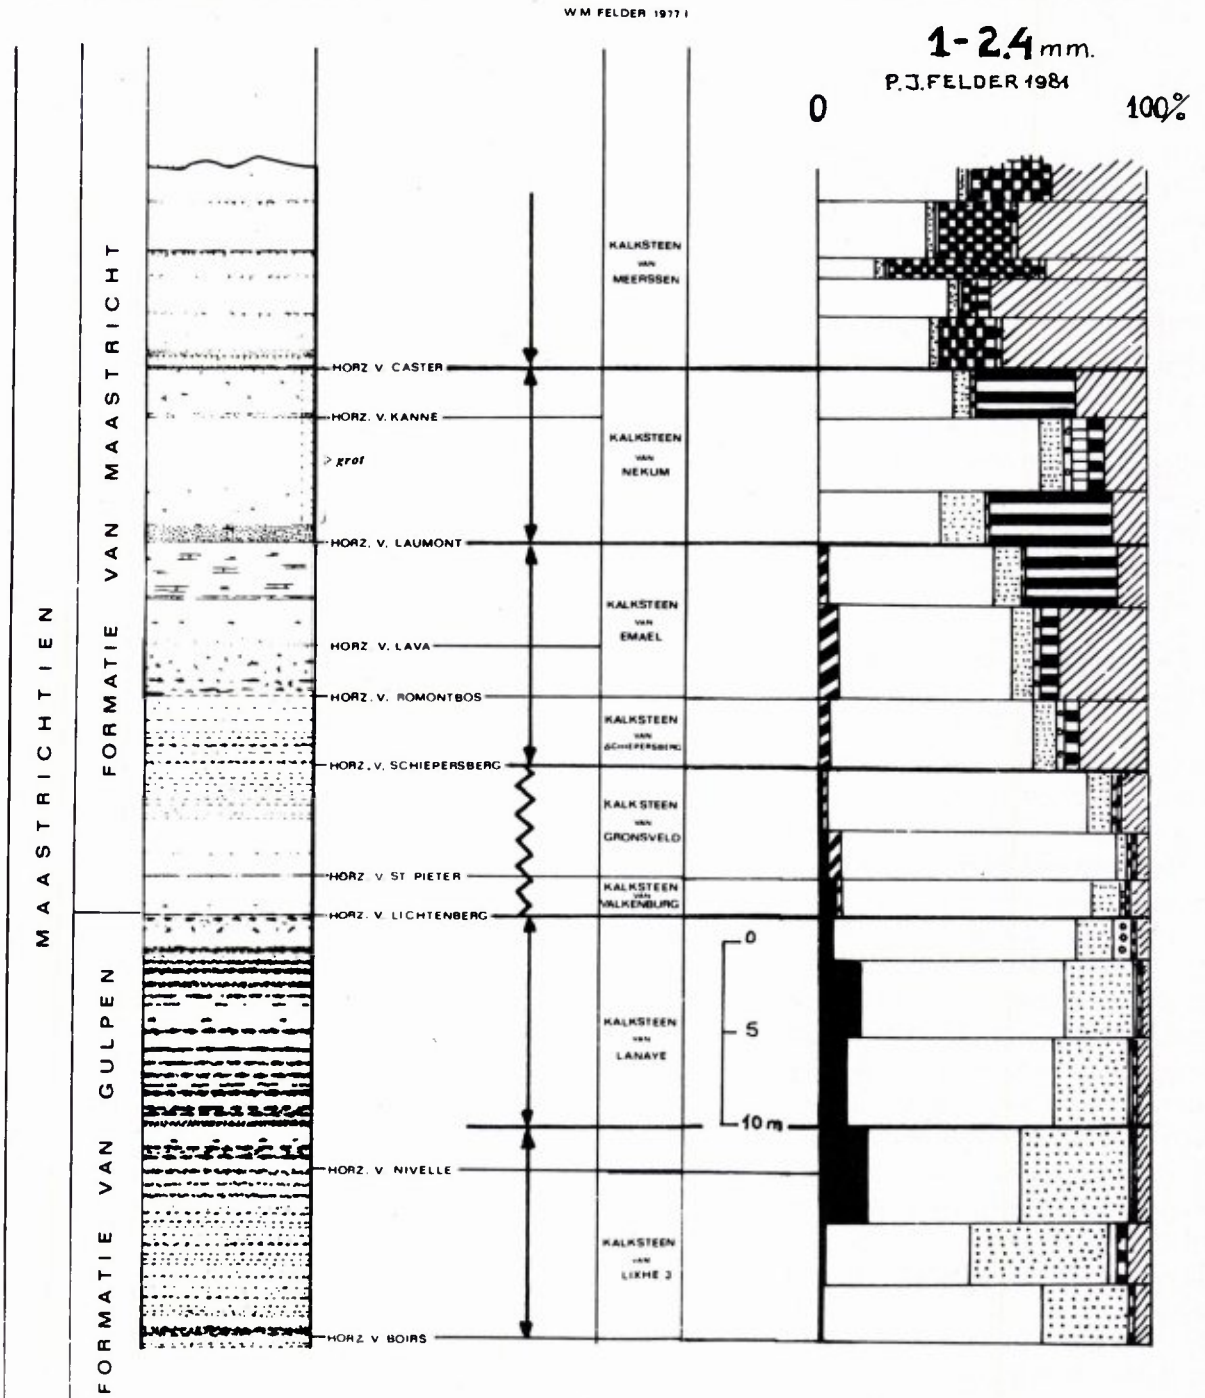 WM FELDER 1977 I
1-2.4 mm.
P.J.FELDER 1981
0
100%
MAASTRICHTIEN
FORMATIE VAN MAASTRICHT
FORMATIE VAN GULPEN
KALKSTEEN
VAN
MEERSSEN
HORZ V. CASTER
HORZ. V. KANNE
KALKSTEEN
VAN
NEKUM
> grot
HORZ. V. LAUMONT
KALKSTEEN
VAN
EMAEL
HORZ. V. LAVA
HORZ. V. ROMONTBOS
KALKSTEEN
VAN
SCHIEPERSBERG
HORZ. V. SCHIEPERSBERG
KALKSTEEN
VAN
GRONSVELD
HORZ. V ST PIETER
KALKSTEEN
VAN
VALKENBURG
HORZ. V. LICHTENBERG
0
5
10 m
KALKSTEEN
VAN
LANAYE
HORZ. V NIVELLE
KALKSTEEN
VAN
LIXHE 3
HORZ V BOIRS